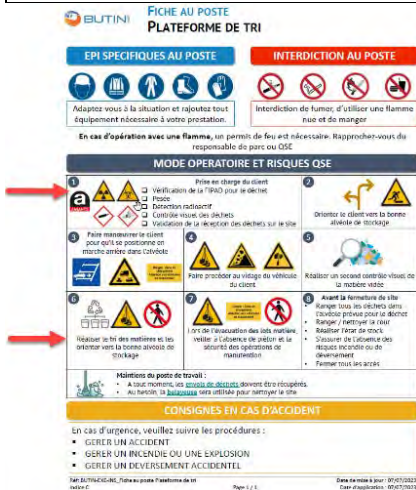 BUTINI
FICHE AU POSTE
PLATEFORME DE TRI
EPI SPECIFIQUES AU POSTE
INTERDICTION AU POSTE
Adaptez vous à la situation et rajoutez tout
équipement nécessaire à votre prestation.
Interdiction de fumer, d'utiliser une flamme
nue et de manger
En cas d'opération avec une flamme, un permis de feu est nécessaire. Rapprochez-vous du
responsable de parc ou QSE
MODE OPERATOIRE ET RISQUES QSE
1
Prise en charge du client
Vérification de la FIPAD pour le déchet
Pesée
Détection radioactif
Contrôle visuel des déchets
Validation de la réception des déchets sur le site
a
2
Orienter le client vers la bonne
alvéole de stockage
3
Faire manœuvrer le client
pour qu'il se positionne en
marche arrière dans l'alvéole
4
Faire procéder au vidage du véhicule
du client
5
Réaliser un second contrôle visuel de
la matière vidée
6
Réaliser le tri des matières et les
orienter vers la bonne alvéole de
stockage
7
Lors de l'évacuation des lots matière,
veiller à l'absence de piéton et la
sécurité des opérations de
manutention
8
Avant la fermeture de site
Ranger tous les déchets dans
l'alvéole prévue pour le déchet
Ranger / nettoyer la cour
Réaliser l'état de stock
S'assurer de l'absence des
risques incendie ou de
déversement
Fermer tous les accès
Maintiens du poste de travail :
A tout moment, les envols de déchets doivent être récupérés.
Au besoin, la balayeuse sera utilisée pour nettoyer le site
CONSIGNES EN CAS D'ACCIDENT
En cas d'urgence, veuillez suivre les procédures :
GERER UN ACCIDENT
GERER UN INCENDIE OU UNE EXPLOSION
GERER UN DEVERSEMENT ACCIDENTEL
Indice C
Page 1 / 1
Date de mise à jour : 07/07/2023
Date d'application : 07/07/2023